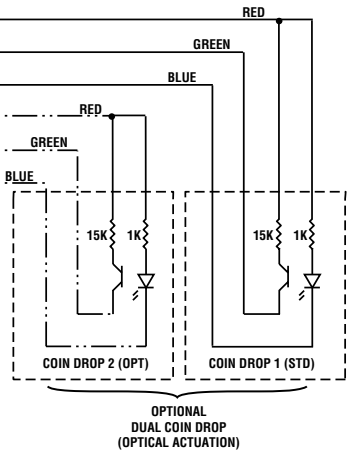 RED
GREEN
BLUE
RED
GREEN
BLUE
15K 1K 15K 1K
COIN DROP 2 (OPT) COIN DROP 1 (STD)
OPTIONAL
DUAL COIN DROP
(OPTICAL ACTUATION)